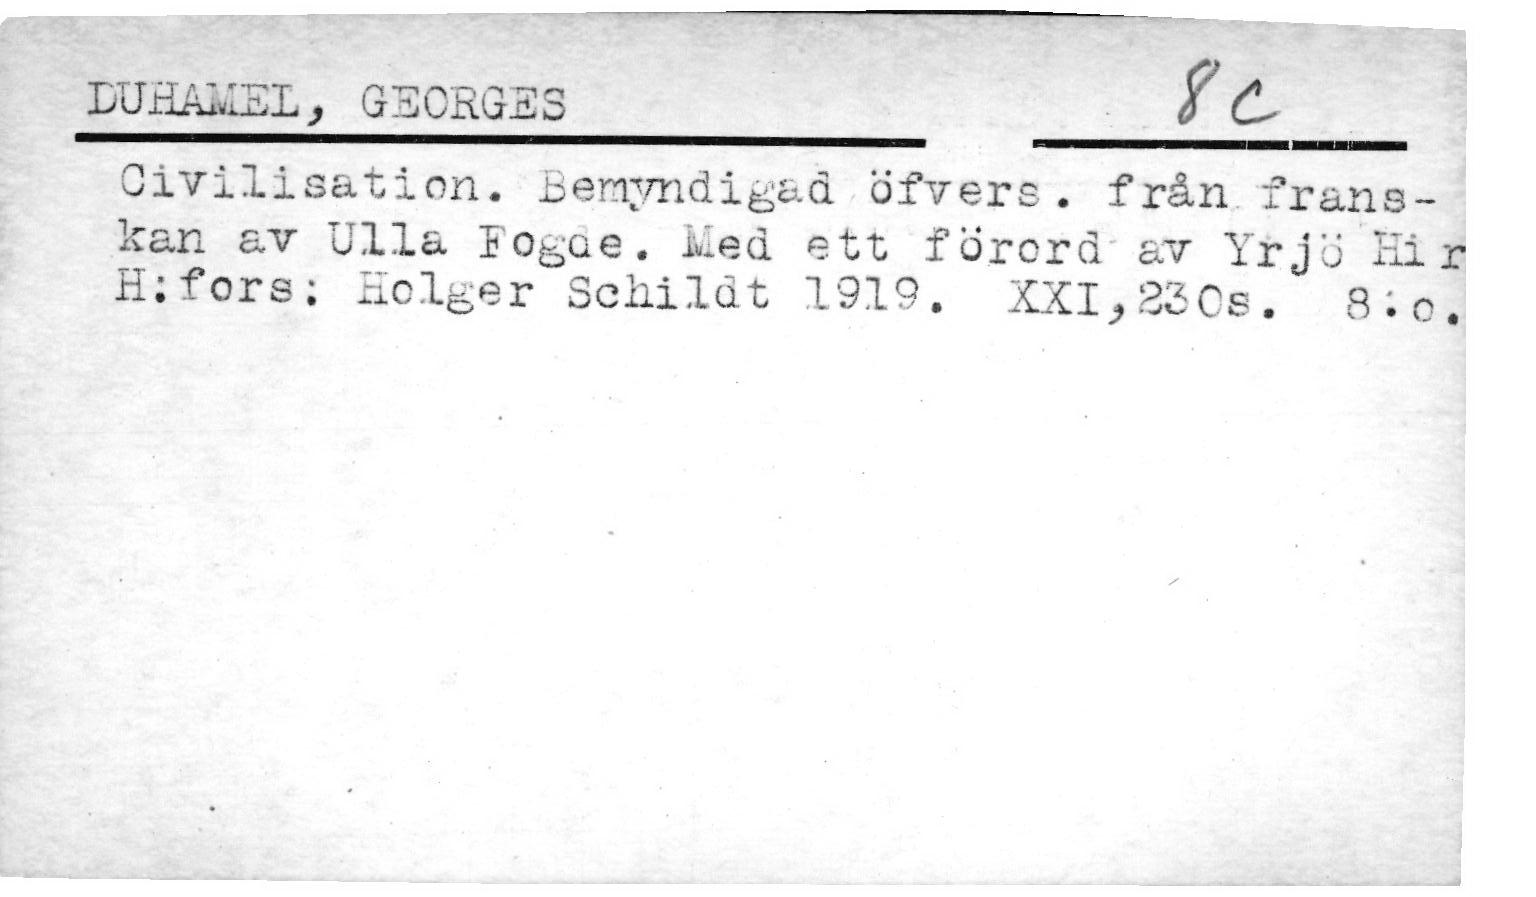 DUHAMEL, GEORGES 8C
Civilisation. Bemyndigad öfvers. från frans-
kan av Ulla Fogde. Med ett förord av Yrjö Hir
H:fors: Holger Schildt 1919. XXI,230s. 8:o.